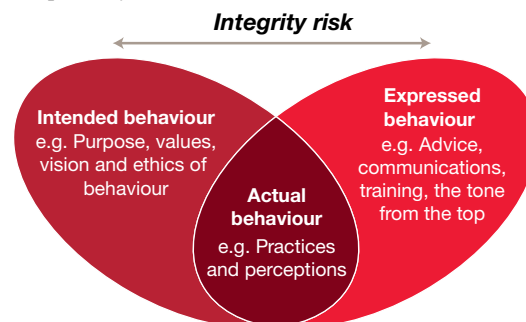 Integrity risk
Intended behaviour
e.g. Purpose, values,
vision and ethics of
behaviour
Expressed
behaviour
e.g. Advice,
communications,
training, the tone
from the top
Actual
behaviour
e.g. Practices
and perceptions